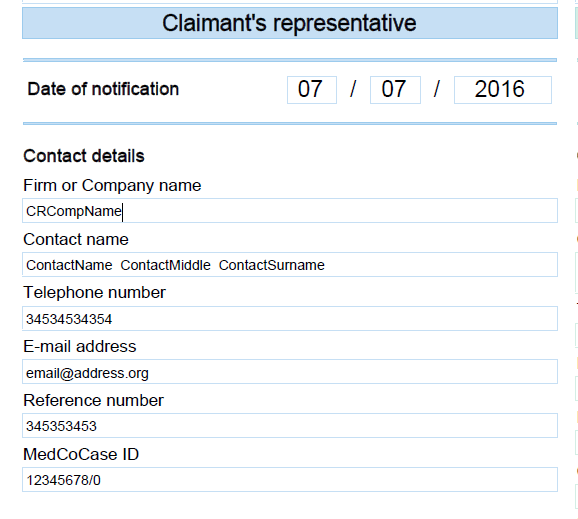 Claimant's representative
Date of notification 07 / 07 / 2016
Contact details
Firm or Company name
CRCompName
Contact name
ContactName ContactMiddle ContactSurname
Telephone number
34534534354
E-mail address
email@address.org
Reference number
345353453
MedCoCase ID
12345678/0